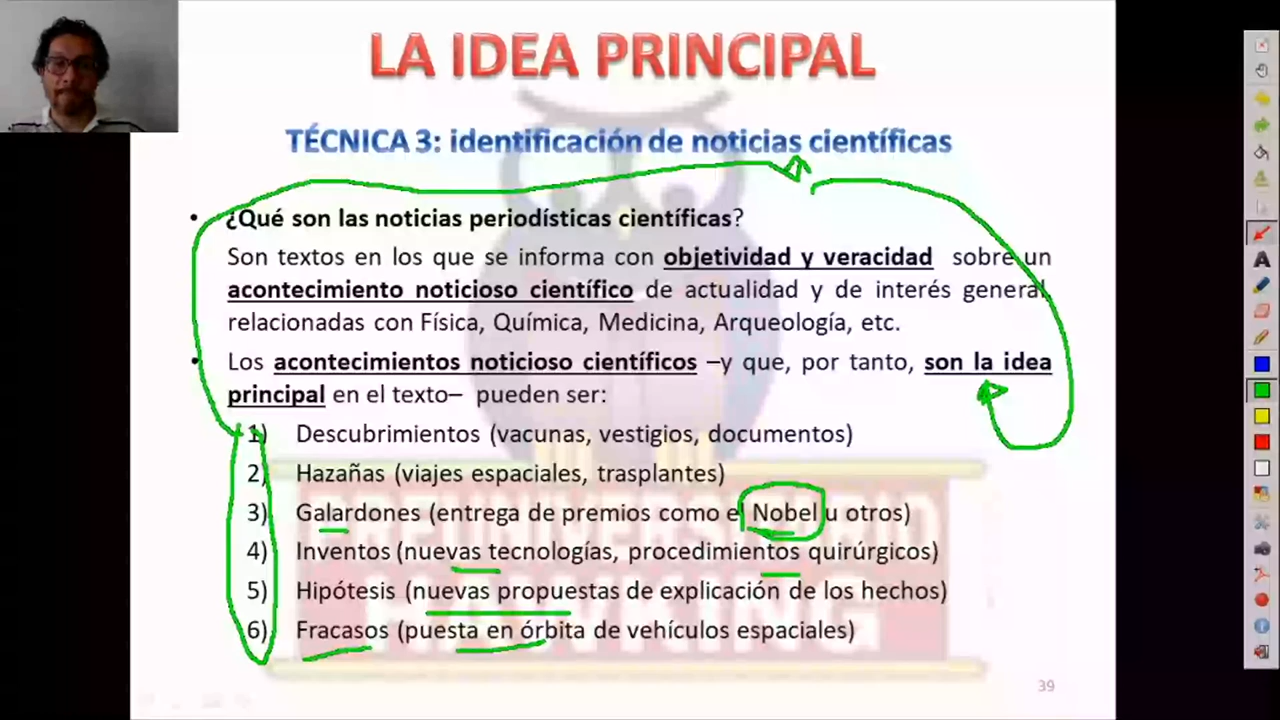 LA IDEA PRINCIPAL
TÉCNICA 3: identificación de noticias científicas
• ¿Qué son las noticias periodísticas científicas?
Son textos en los que se informa con objetividad y veracidad sobre un
acontecimiento noticioso científico de actualidad y de interés general,
relacionadas con Física, Química, Medicina, Arqueología, etc.
• Los acontecimientos noticioso científicos –y que, por tanto, son la idea
principal en el texto– pueden ser:
1) Descubrimientos (vacunas, vestigios, documentos)
2) Hazañas (viajes espaciales, trasplantes)
3) Galardones (entrega de premios como el Nobel u otros)
4) Inventos (nuevas tecnologías, procedimientos quirúrgicos)
5) Hipótesis (nuevas propuestas de explicación de los hechos)
6) Fracasos (puesta en órbita de vehículos espaciales)
PREUNIVERSITARIO
HAWKING
39